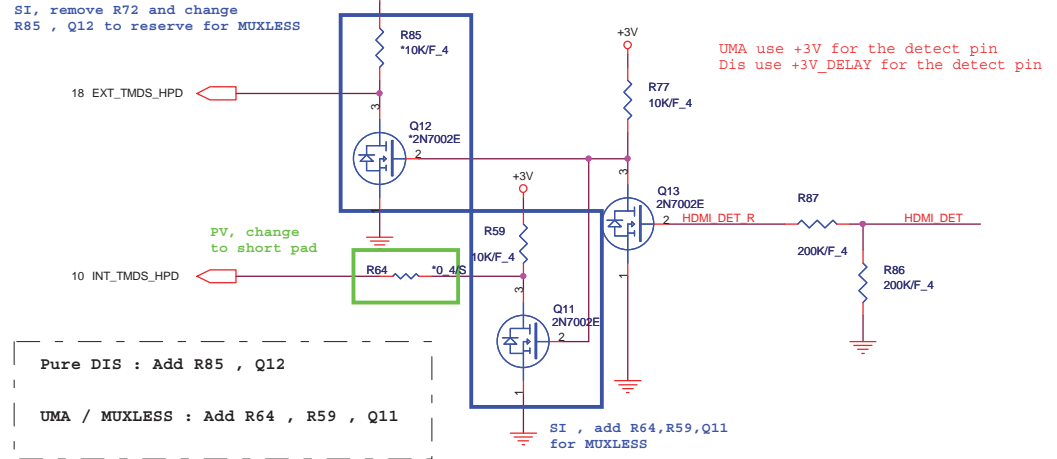 SI, remove R72 and change
R85 , Q12 to reserve for MUXLESS
R85
*10K/F_4
+3V
UMA use +3V for the detect pin
Dis use +3V_DELAY for the detect pin
18 EXT_TMDS_HPD
R77
10K/F_4
3
Q12
*2N7002E
2
1
3
Q13
2N7002E
2 HDMI_DET_R
R87
200K/F_4
HDMI_DET
1
+3V
PV, change
to short pad
R59
10K/F_4
10 INT_TMDS_HPD
R64
*0_4/S
R86
200K/F_4
3
Q11
2N7002E
2
1
Pure DIS : Add R85 , Q12
UMA / MUXLESS : Add R64 , R59 , Q11
SI , add R64,R59,Q11
for MUXLESS